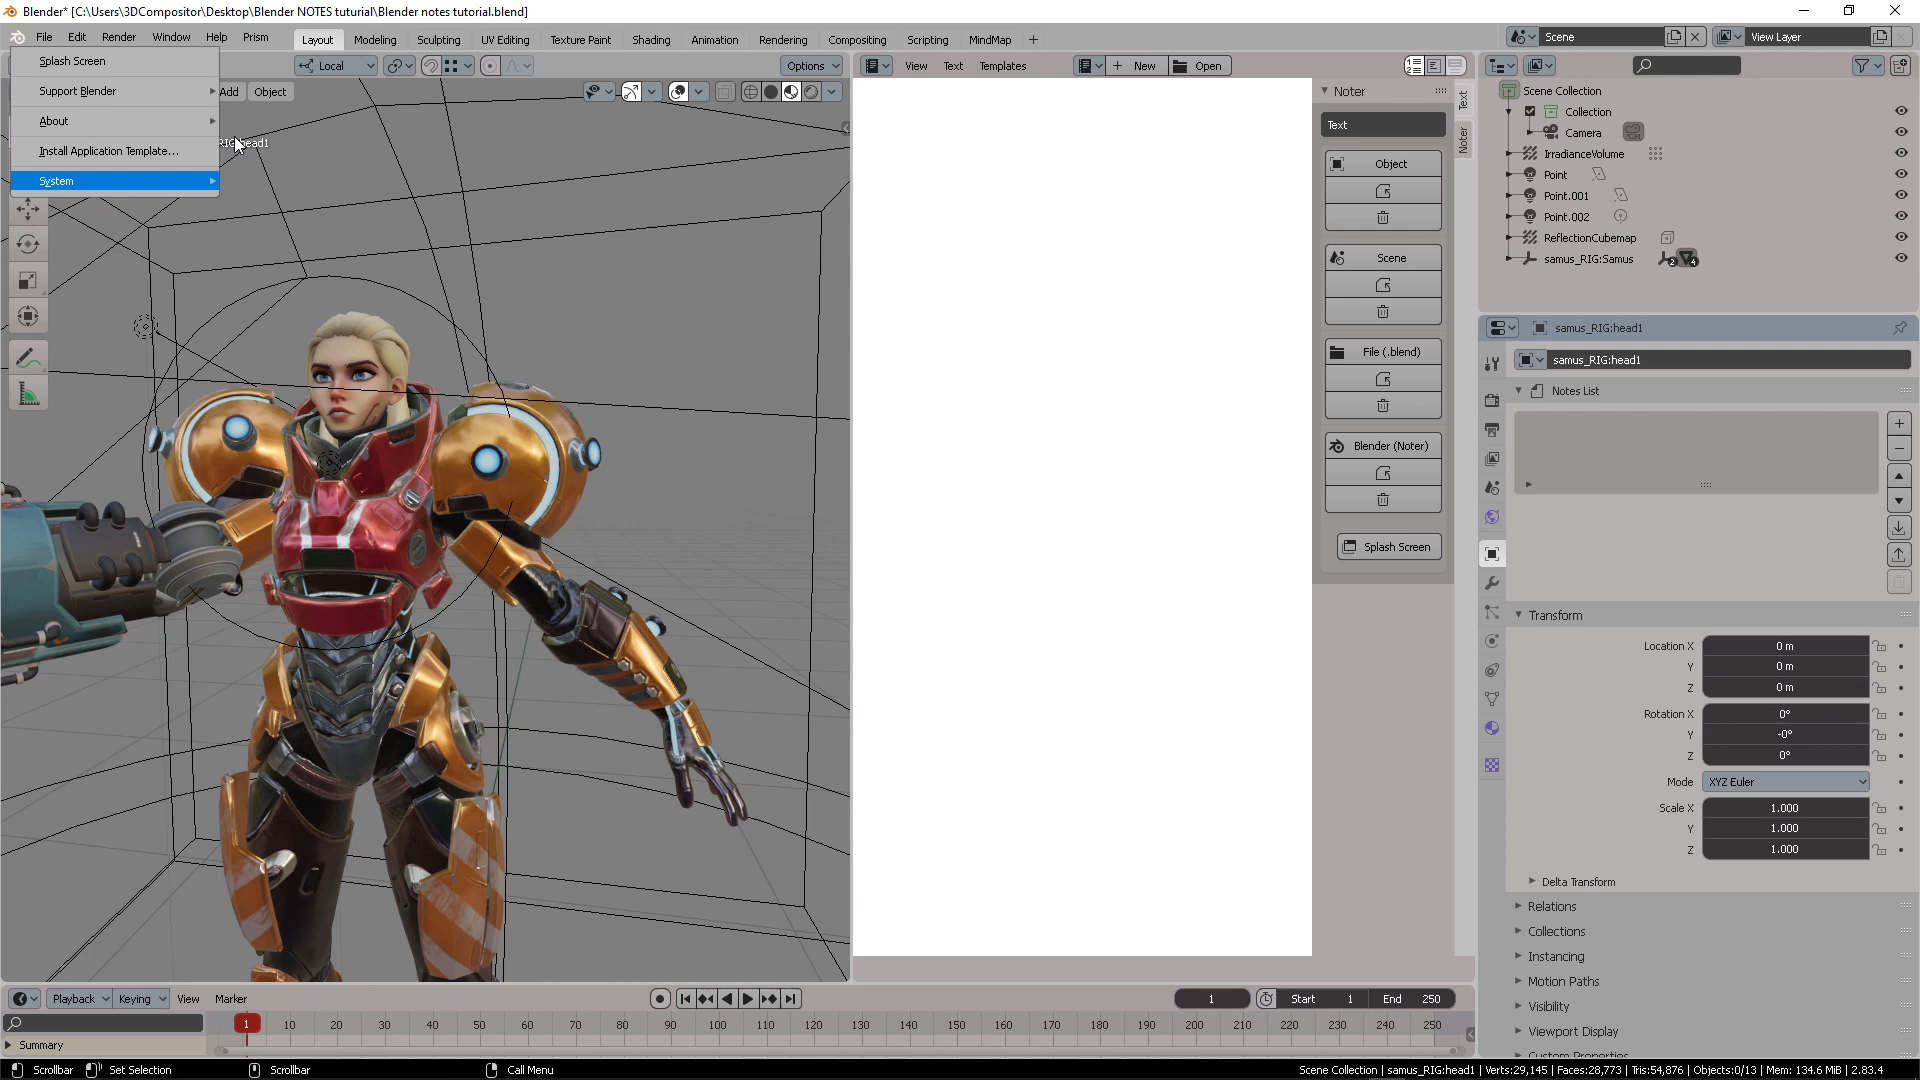 Blender* [C:\Users\3DCompositor\Desktop\Blender NOTES tuturial\Blender notes tutorial.blend]
File Edit Render Window Help Prism
Layout Modeling Sculpting UV Editing Texture Paint Shading Animation Rendering Compositing Scripting MindMap +
Scene
View Layer
Splash Screen
Support Blender
About
Install Application Template...
System
Local
Options
Add Object
View Text Templates
New
Open
Noter
Text
Object
Scene
File (.blend)
Blender (Noter)
Splash Screen
Text
Noter
Scene Collection
Collection
Camera
IrradianceVolume
Point
Point.001
Point.002
ReflectionCubemap
samus_RIG:Samus
2
4
samus_RIG:head1
samus_RIG:head1
Notes List
Transform
Location X 0 m
Y 0 m
Z 0 m
Rotation X 0°
Y -0°
Z 0°
Mode XYZ Euler
Scale X 1.000
Y 1.000
Z 1.000
Delta Transform
Relations
Collections
Instancing
Motion Paths
Visibility
Viewport Display
Custom Properties
Playback Keying View Marker
1
Start 1
End 250
1 10 20 30 40 50 60 70 80 90 100 110 120 130 140 150 160 170 180 190 200 210 220 230 240 250
Summary
Scrollbar Set Selection Scrollbar Call Menu
Scene Collection | samus_RIG:head1 | Verts:29,145 | Faces:28,773 | Tris:54,876 | Objects:0/13 | Mem: 134.6 MiB | 2.83.4